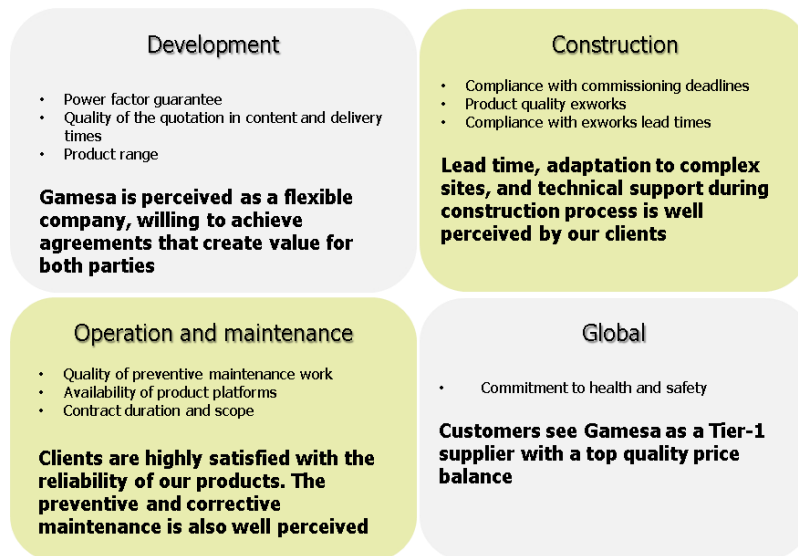 Development
• Power factor guarantee
• Quality of the quotation in content and delivery
times
• Product range
Gamesa is perceived as a flexible
company, willing to achieve
agreements that create value for
both parties
Construction
• Compliance with commissioning deadlines
• Product quality exworks
• Compliance with exworks lead times
Lead time, adaptation to complex
sites, and technical support during
construction process is well
perceived by our clients
Operation and maintenance
• Quality of preventive maintenance work
• Availability of product platforms
• Contract duration and scope
Clients are highly satisfied with the
reliability of our products. The
preventive and corrective
maintenance is also well perceived
Global
• Commitment to health and safety
Customers see Gamesa as a Tier-1
supplier with a top quality price
balance